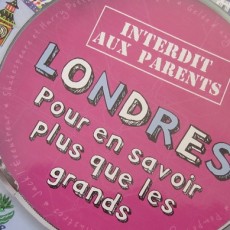 INTERDIT
AUX PARENTS
LONDRES
Pour en savoir
plus que les
grands